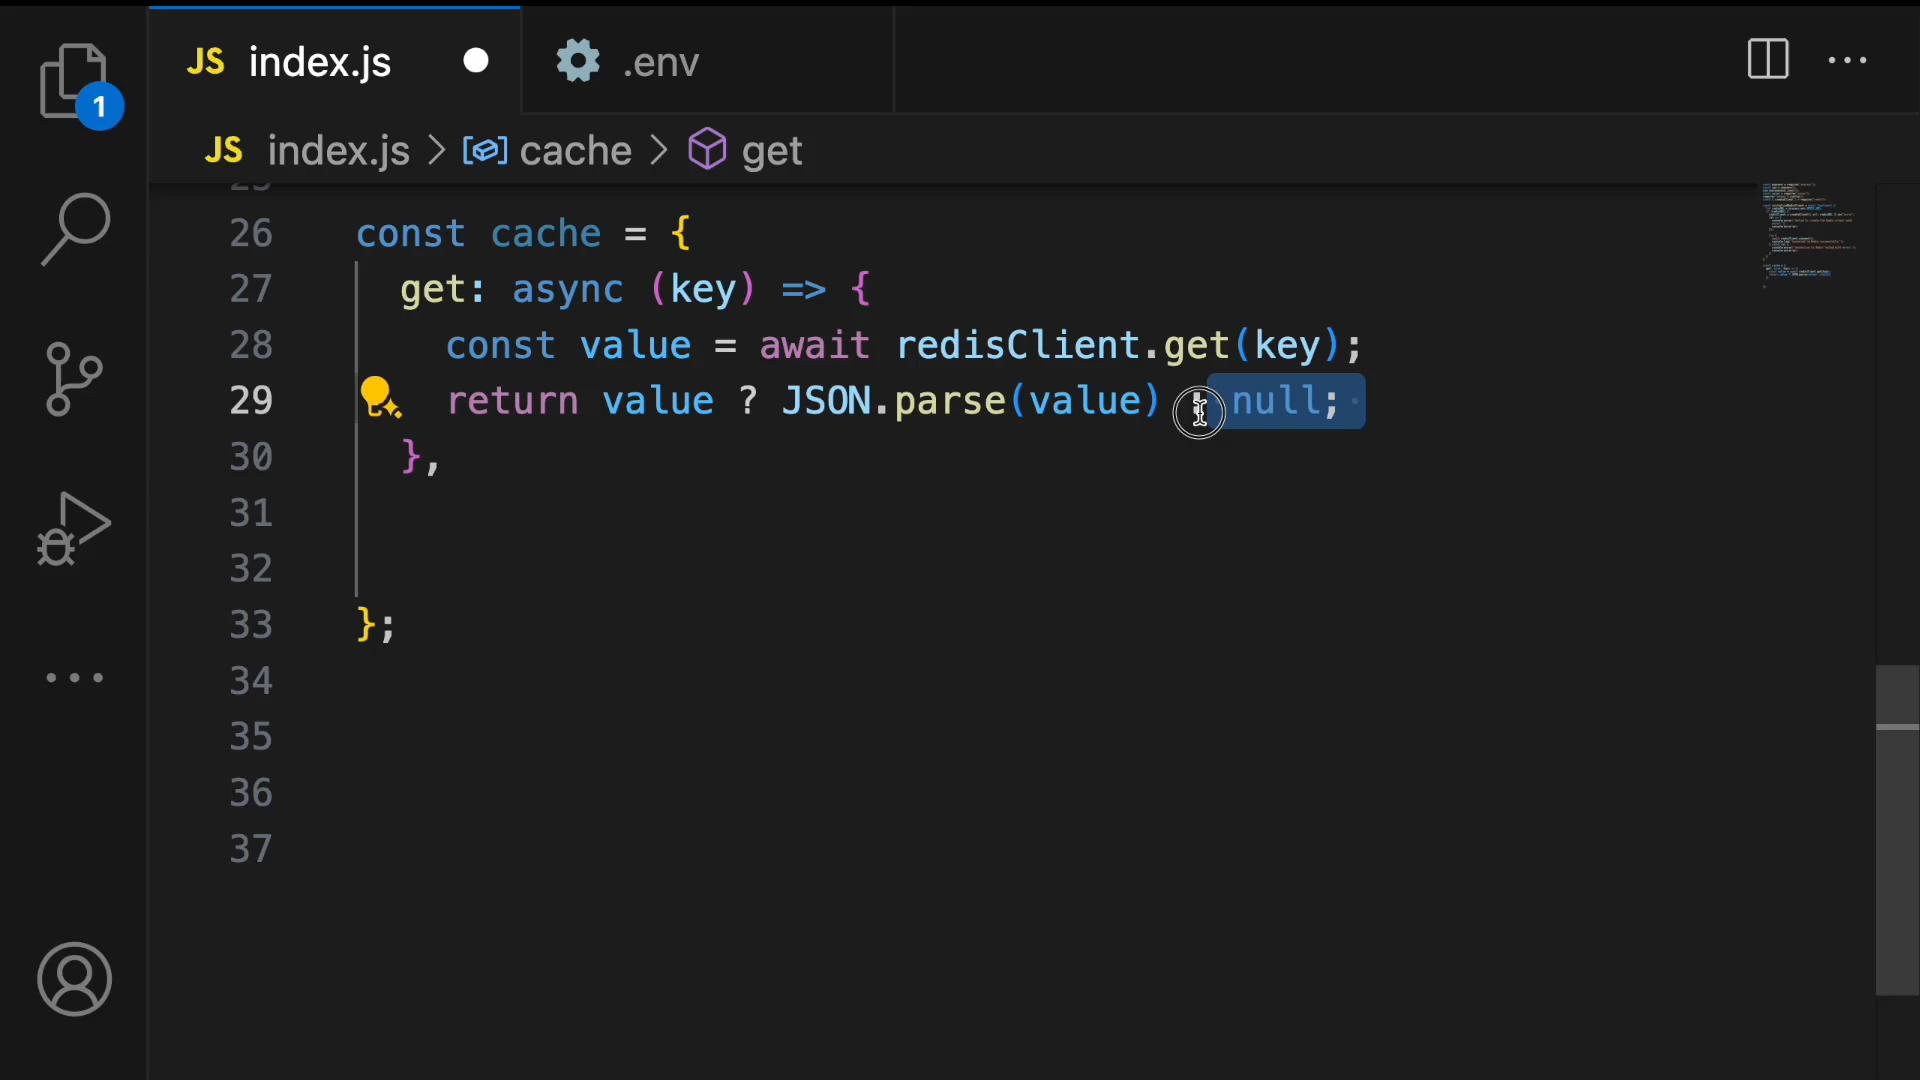 JS index.js
.env
1
JS index.js > cache > get
25
26 const cache = {
27 get: async (key) => {
28 const value = await redisClient.get(key);
29 return value ? JSON.parse(value) : null;
30 },
31
32
33 };
34
35
36
37